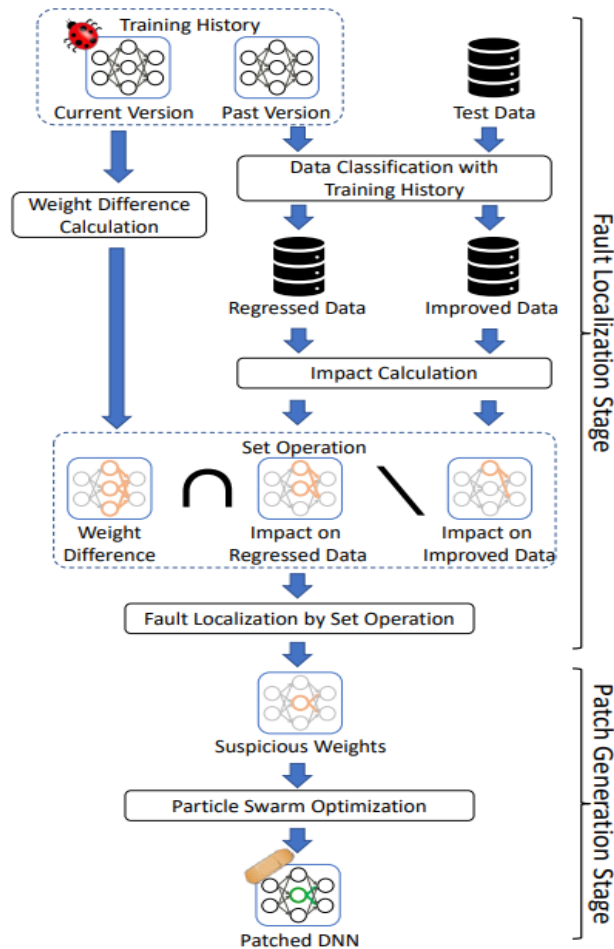 Training History
Current Version
Past Version
Test Data
Data Classification with
Training History
Weight Difference
Calculation
Regressed Data
Improved Data
Impact Calculation
Set Operation
Weight
Difference
Impact on
Regressed Data
Impact on
Improved Data
Fault Localization by Set Operation
Fault Localization Stage
Suspicious Weights
Particle Swarm Optimization
Patched DNN
Patch Generation Stage